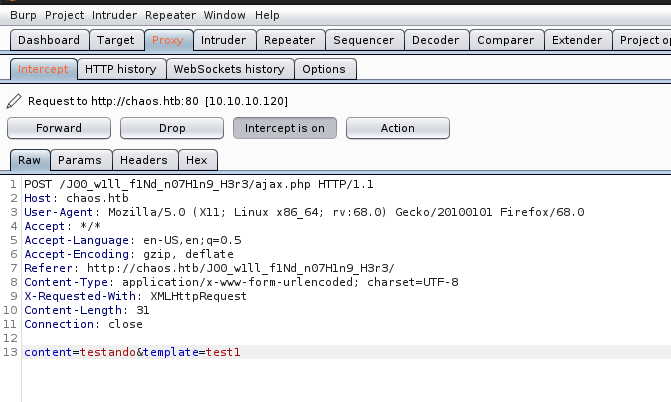 Burp Project Intruder Repeater Window Help
Dashboard Target Proxy Intruder Repeater Sequencer Decoder Comparer Extender Project op
Intercept HTTP history WebSockets history Options
Request to http://chaos.htb:80 [10.10.10.120]
Forward Drop Intercept is on Action
Raw Params Headers Hex
1 POST /J00_w1ll_f1Nd_n07H1n9_H3r3/ajax.php HTTP/1.1
2 Host: chaos.htb
3 User-Agent: Mozilla/5.0 (X11; Linux x86_64; rv:68.0) Gecko/20100101 Firefox/68.0
4 Accept: */*
5 Accept-Language: en-US,en;q=0.5
6 Accept-Encoding: gzip, deflate
7 Referer: http://chaos.htb/J00_w1ll_f1Nd_n07H1n9_H3r3/
8 Content-Type: application/x-www-form-urlencoded; charset=UTF-8
9 X-Requested-With: XMLHttpRequest
10 Content-Length: 31
11 Connection: close
12
13 content=testando&template=test1